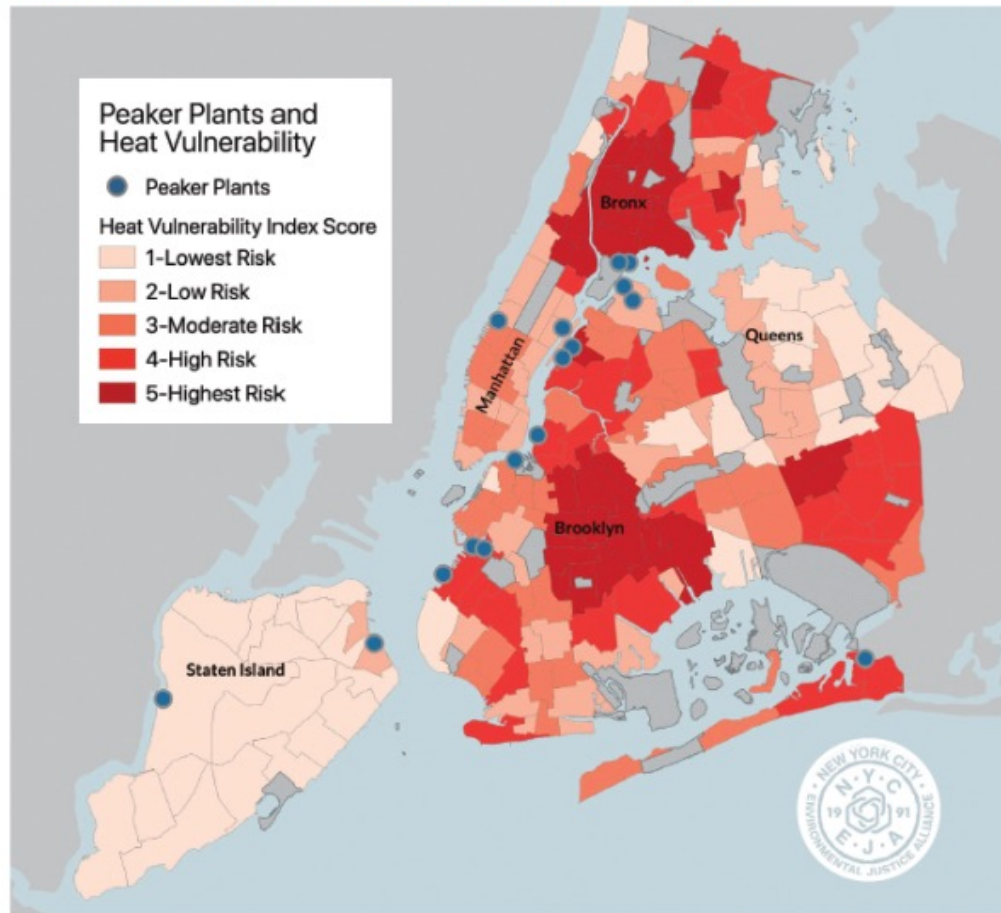 Peaker Plants and
Heat Vulnerability
Peaker Plants
Heat Vulnerability Index Score
1-Lowest Risk
2-Low Risk
3-Moderate Risk
4-High Risk
5-Highest Risk
Bronx
Manhattan
Queens
Brooklyn
Staten Island
NEW YORK CITY
N·Y·C
19 91
E·J·A
ENVIRONMENTAL JUSTICE ALLIANCE